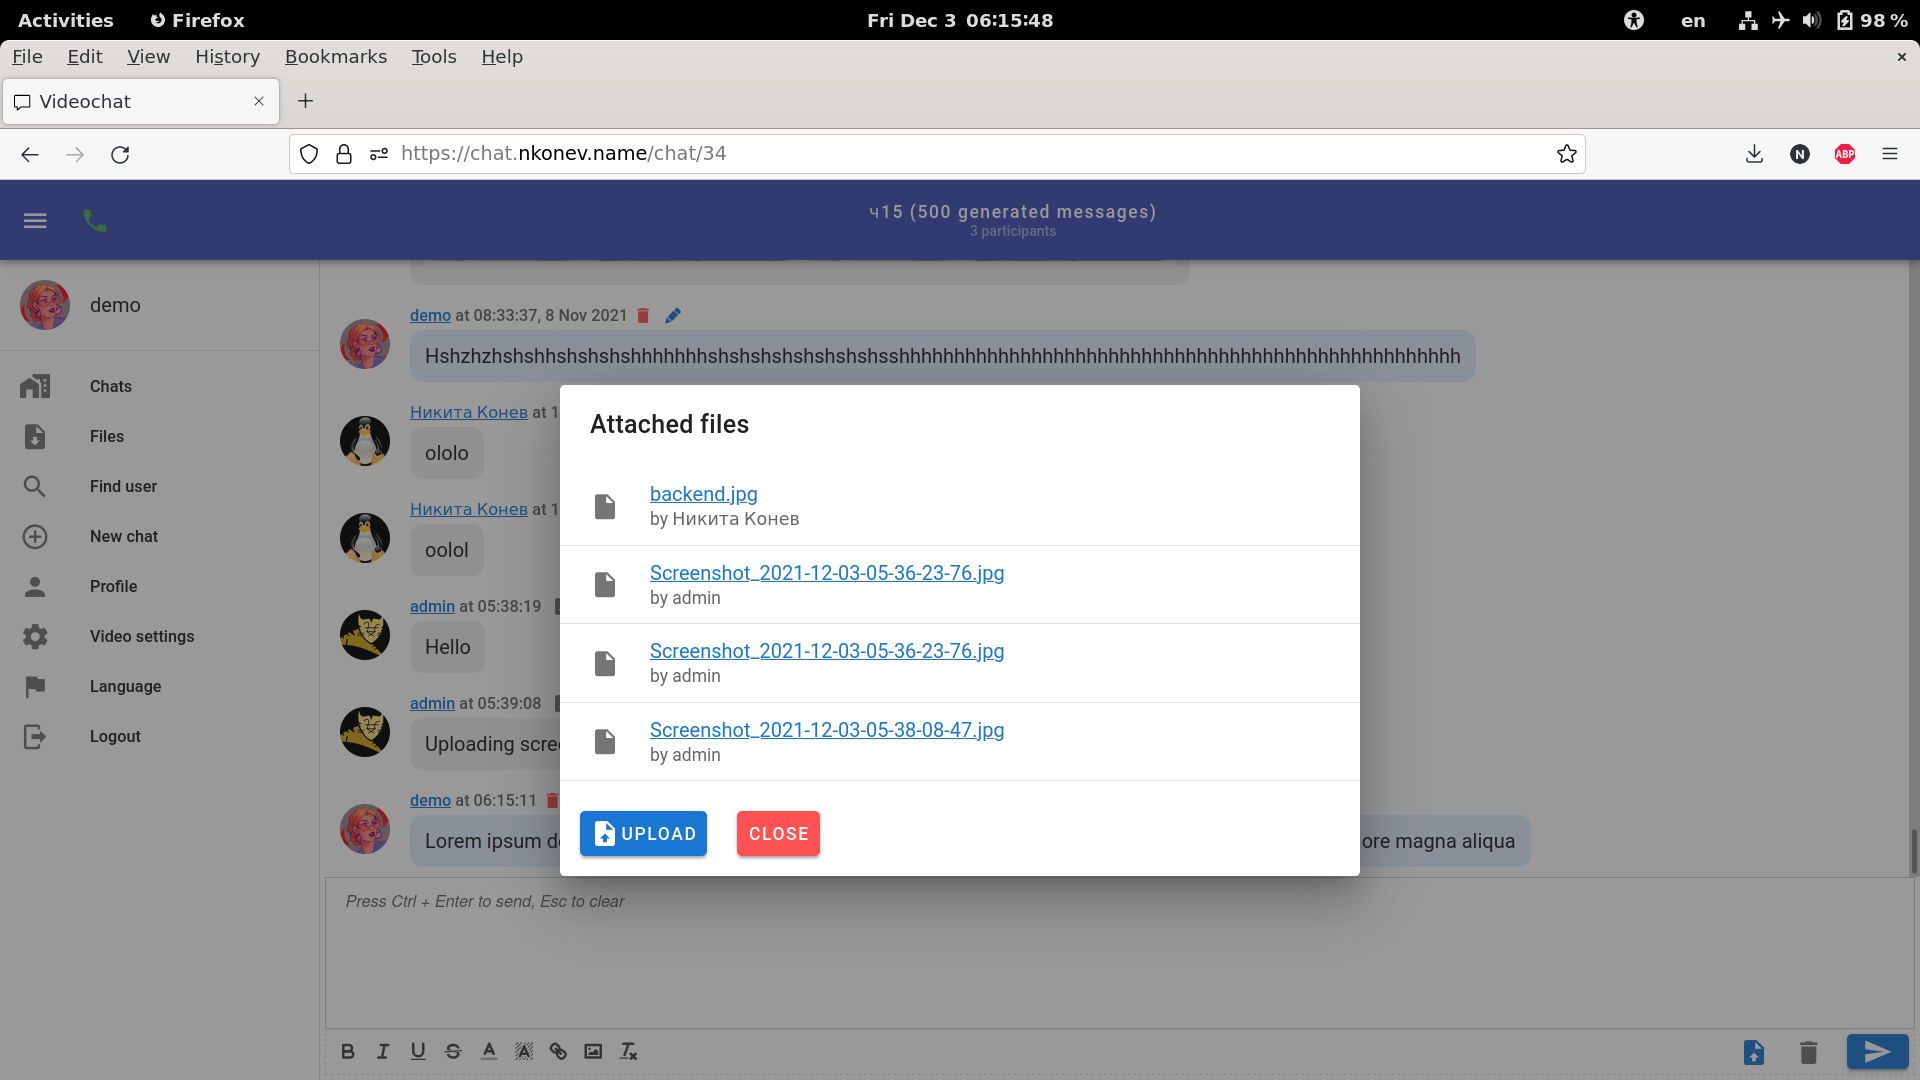 Activities Firefox Fri Dec 3 06:15:48 en 98 %
File Edit View History Bookmarks Tools Help
Videochat
https://chat.nkonev.name/chat/34
N ABP
ч15 (500 generated messages)
3 participants
demo
Chats
Files
Find user
New chat
Profile
Video settings
Language
Logout
demo at 08:33:37, 8 Nov 2021
Никита Конев at 1
ololo
Никита Конев at 1
oolol
admin at 05:38:19
Hello
admin at 05:39:08
Uploading scre
demo at 06:15:11
Lorem ipsum d
ore magna aliqua
Attached files
backend.jpg
by Никита Конев
Screenshot_2021-12-03-05-36-23-76.jpg
by admin
Screenshot_2021-12-03-05-36-23-76.jpg
by admin
Screenshot_2021-12-03-05-38-08-47.jpg
by admin
UPLOAD CLOSE
Press Ctrl + Enter to send, Esc to clear